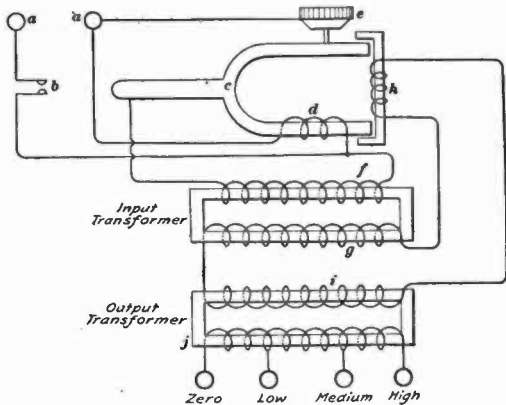 a
a
e
b
c
h
d
f
Input
Transformer
g
i
Output
Transformer
j
Zero
Low
Medium
High